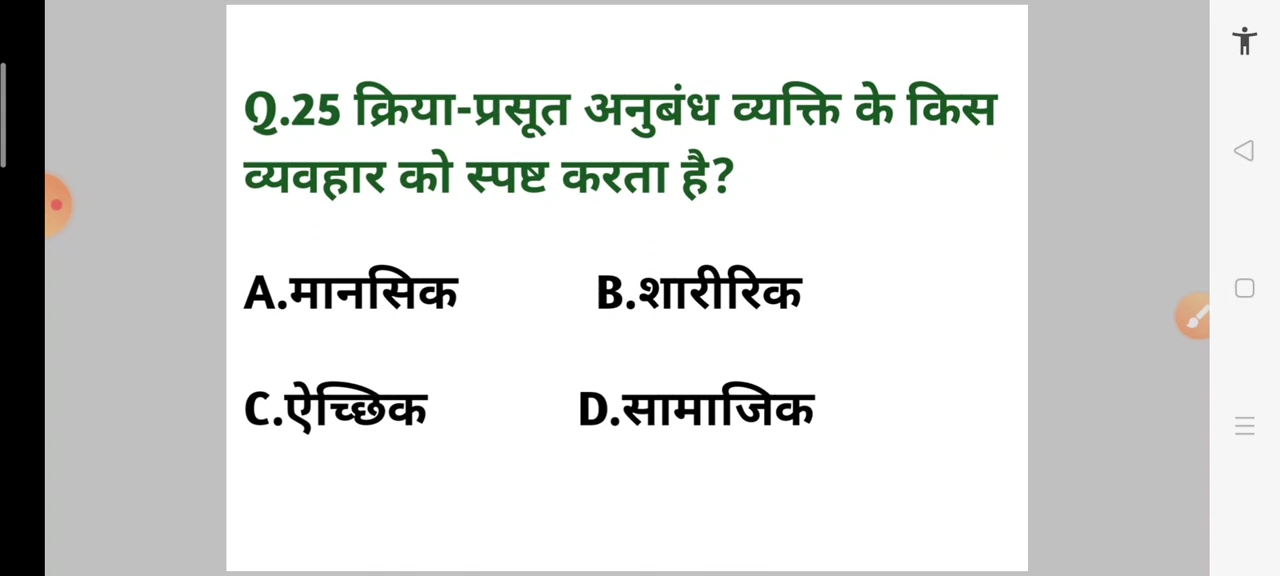 Q.25 क्रिया-प्रसूत अनुबंध व्यक्ति के किस
व्यवहार को स्पष्ट करता है?
A.मानसिक B.शारीरिक
C.ऐच्छिक D.सामाजिक